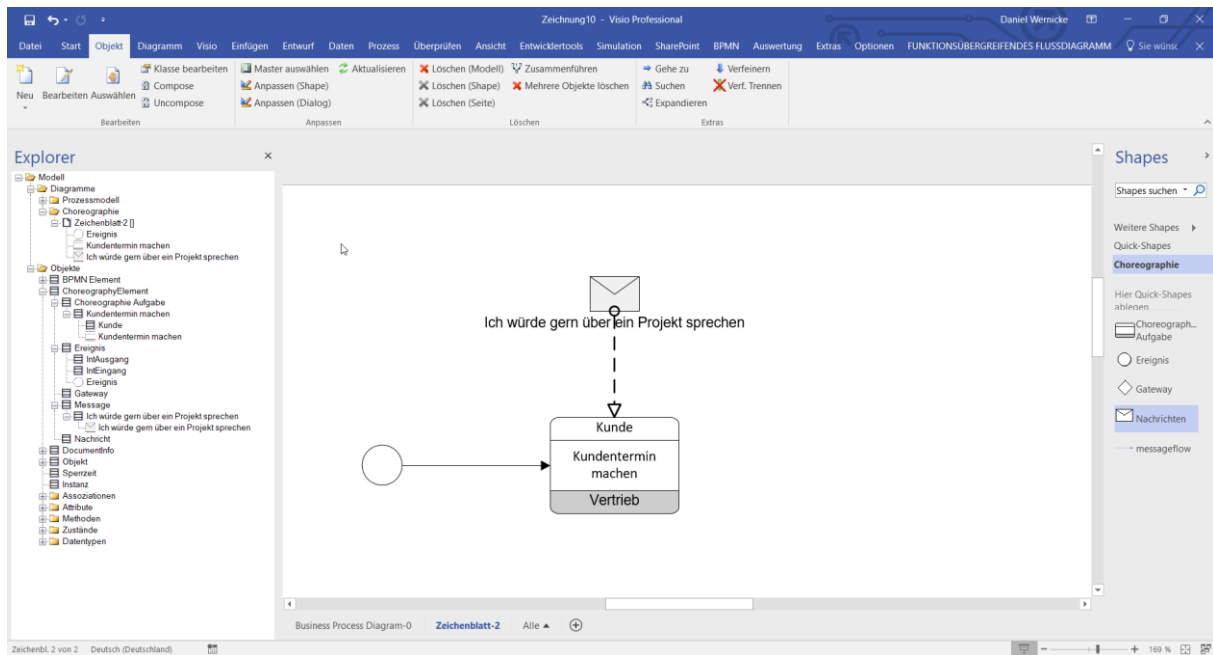 Zeichnung10 - Visio Professional
Daniel Wernicke
Datei Start Objekt Diagramm Visio Einfügen Entwurf Daten Prozess Überprüfen Ansicht Entwicklertools Simulation SharePoint BPMN Auswertung Extras Optionen FUNKTIONSÜBERGREIFENDES FLUSSDIAGRAMM Sie wünsc
Neu Bearbeiten Auswählen
Klasse bearbeiten
Compose
Uncompose
Bearbeiten
Master auswählen Aktualisieren
Anpassen (Shape)
Anpassen (Dialog)
Anpassen
Löschen (Modell) Zusammenführen
Löschen (Shape) Mehrere Objekte löschen
Löschen (Seite)
Löschen
Gehe zu Verfeinern
Suchen Verf. Trennen
Expandieren
Extras
Explorer
Modell
Diagramme
Prozessmodell
Choreographie
Zeichenblatt-2 []
Ereignis
Kundentermin machen
Ich würde gern über ein Projekt sprechen
Objekte
BPMN Element
ChoreographyElement
Choreographie Aufgabe
Kundentermin machen
Kunde
Kundentermin machen
Ereignis
IntAusgang
IntEingang
Ereignis
Gateway
Message
Ich würde gern über ein Projekt sprechen
Ich würde gern über ein Projekt sprechen
Nachricht
DocumentInfo
Objekt
Sperrzeit
Instanz
Assoziationen
Attribute
Methoden
Zustände
Datentypen
Ich würde gern über ein Projekt sprechen
Kunde
Kundentermin
machen
Vertrieb
Shapes
Shapes suchen
Weitere Shapes
Quick-Shapes
Choreographie
Hier Quick-Shapes
ablegen
Choreograph...
Aufgabe
Ereignis
Gateway
Nachrichten
messageflow
Business Process Diagram-0 Zeichenblatt-2 Alle
Zeichenbl. 2 von 2 Deutsch (Deutschland)
169 %